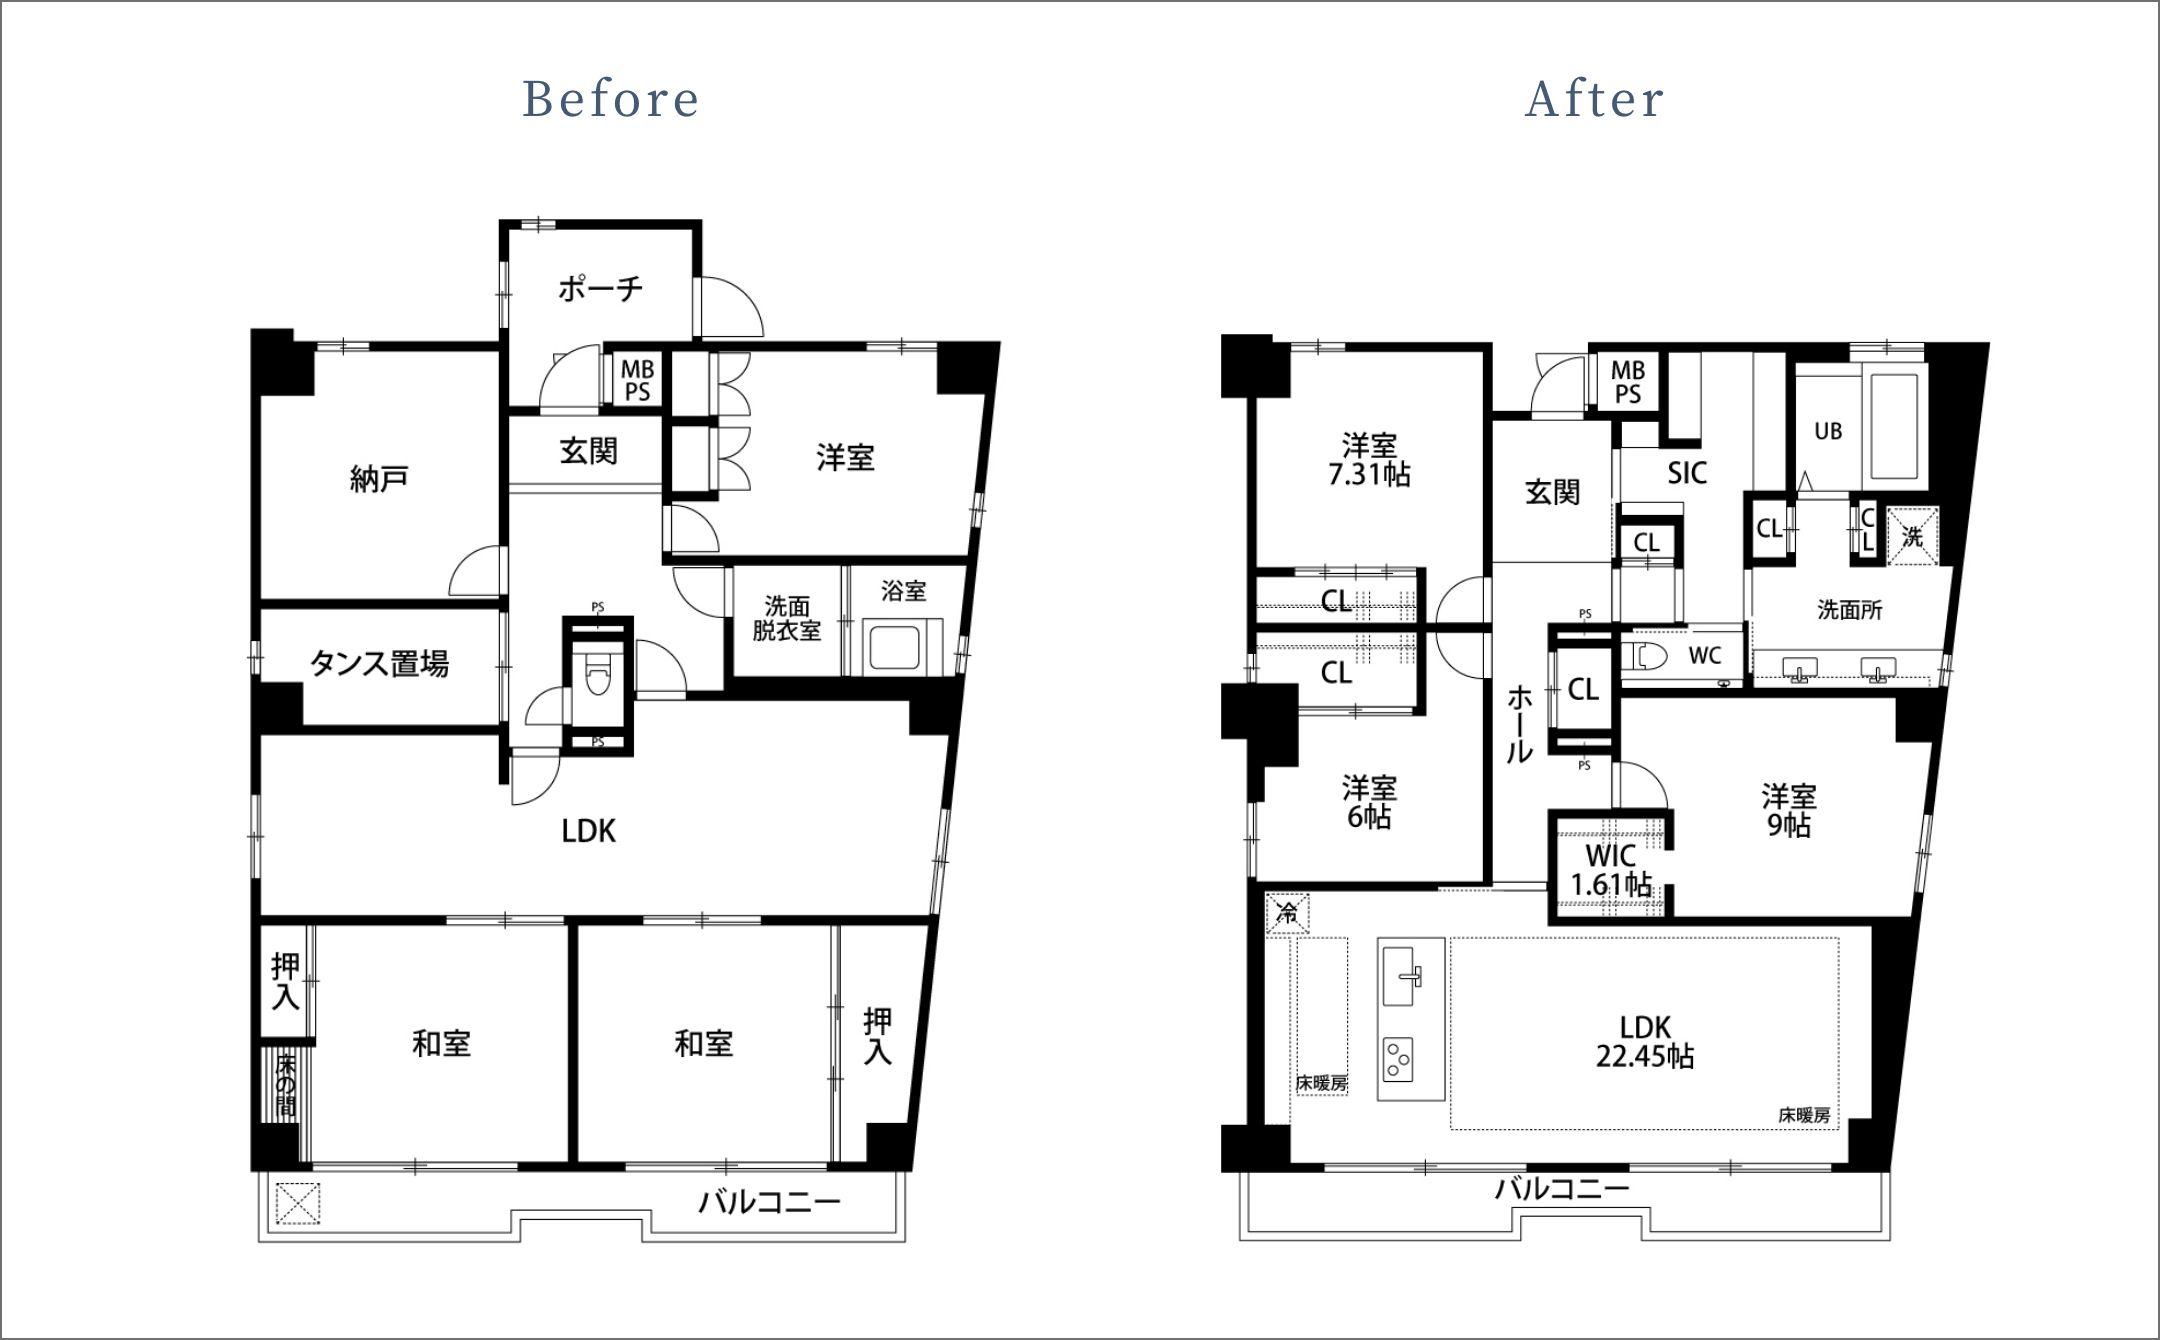 Before
ポーチ
MB
PS
玄関
洋室
納戸
浴室
洗面
脱衣室
PS
タンス置場
PS
LDK
押入
和室
和室
押入
床の間
バルコニー
After
MB
PS
洋室
7.31帖
UB
SIC
玄関
CL
CL
洗
CL
CL
洗面所
PS
WC
CL
CL
ホール
PS
洋室
6帖
洋室
9帖
WIC
1.61帖
冷
LDK
22.45帖
床暖房
床暖房
バルコニー